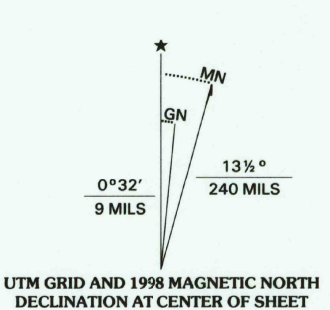 ★
MN
GN
13½°
240 MILS
0°32'
9 MILS
UTM GRID AND 1998 MAGNETIC NORTH
DECLINATION AT CENTER OF SHEET